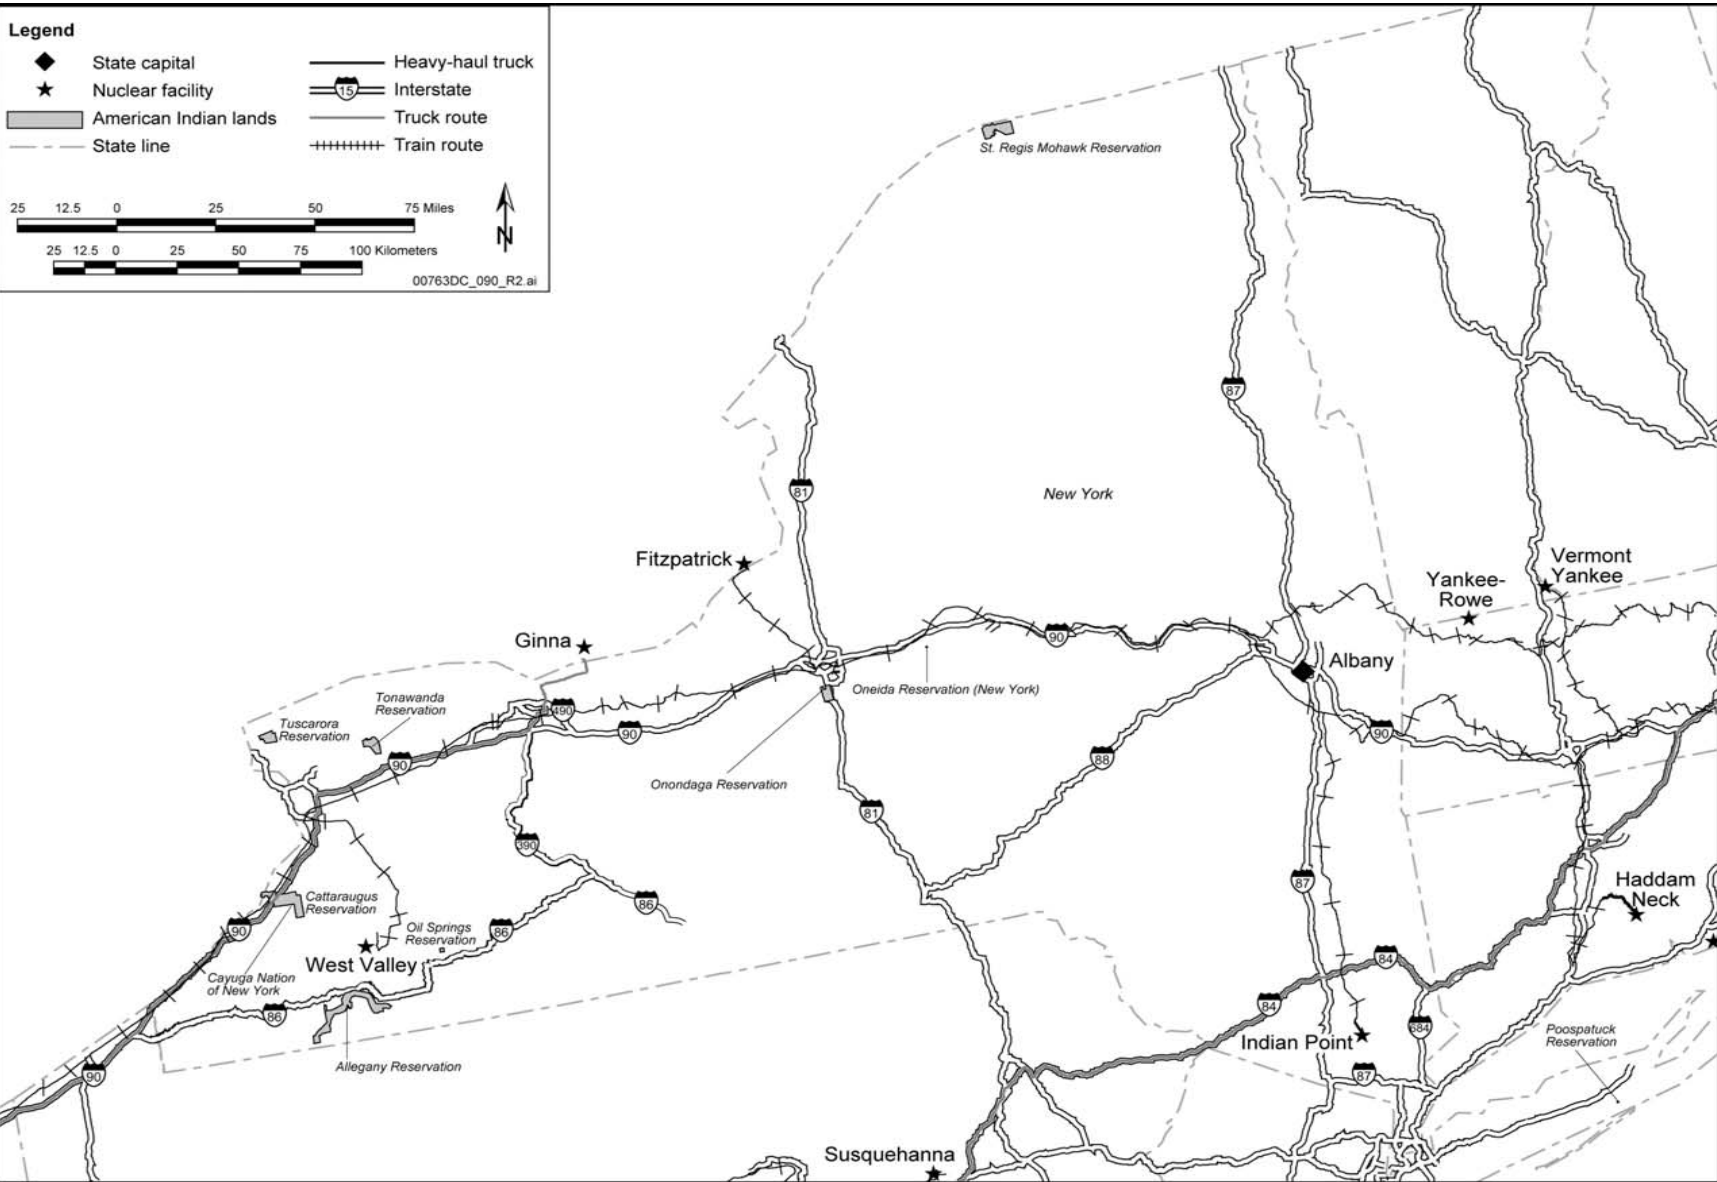 Legend
State capital
Nuclear facility
American Indian lands
State line
Heavy-haul truck
15 Interstate
Truck route
Train route
25 12.5 0 25 50 75 Miles
25 12.5 0 25 50 75 100 Kilometers
N
00763DC_090_R2.ai
St. Regis Mohawk Reservation
87
81
New York
Fitzpatrick
Vermont
Yankee
Yankee-
Rowe
Ginna
90
Albany
Oneida Reservation (New York)
Tonawanda
Reservation
Tuscarora
Reservation
490
90
90
90
88
Onondaga Reservation
81
390
87
86
Cattaraugus
Reservation
Haddam
Neck
90
Oil Springs
Reservation
86
West Valley
84
Cayuga Nation
of New York
86
84
684
Indian Point
Poospatuck
Reservation
Allegany Reservation
90
87
Susquehanna